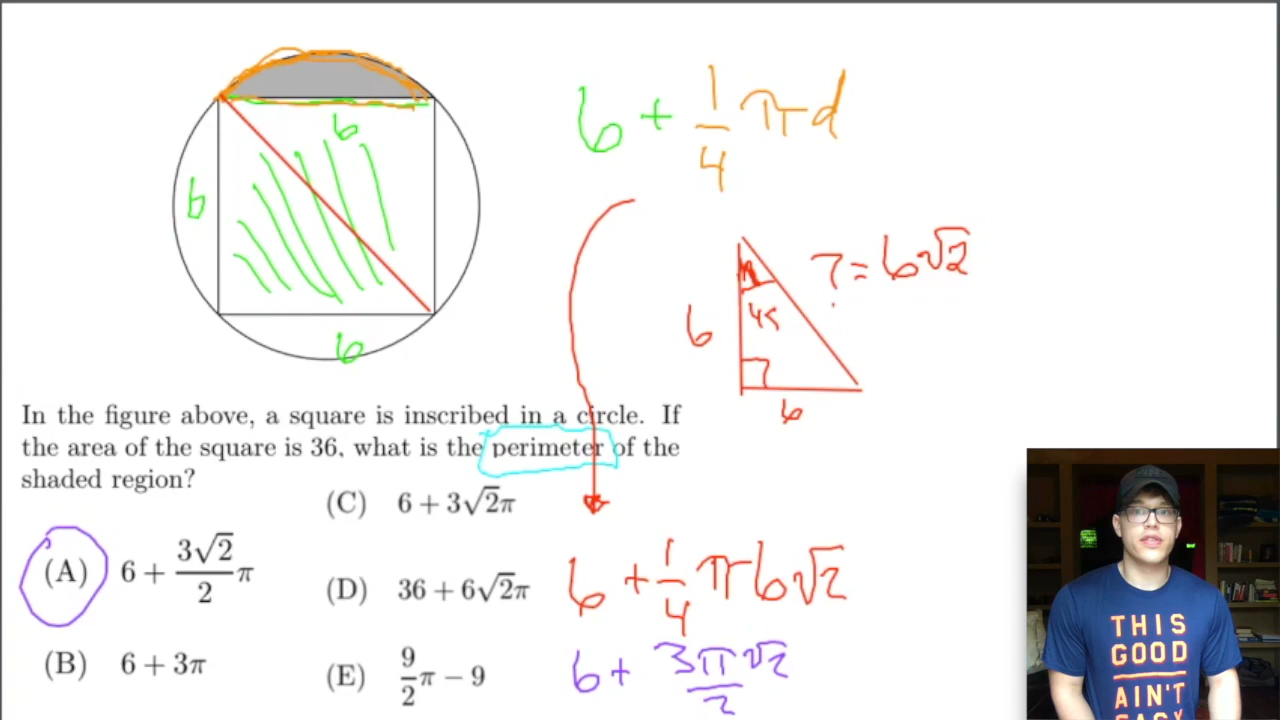 6
6
6
6 + 1/4 πd
? = 6√2
45
6
6
In the figure above, a square is inscribed in a circle. If
the area of the square is 36, what is the perimeter of the
shaded region?
(A) 6 + 3√2/2 π
(B) 6 + 3π
(C) 6 + 3√2π
(D) 36 + 6√2π
(E) 9/2 π − 9
6 + 1/4 π6√2
6 + 3π√2/2
THIS
GOOD
AIN'T
EASY